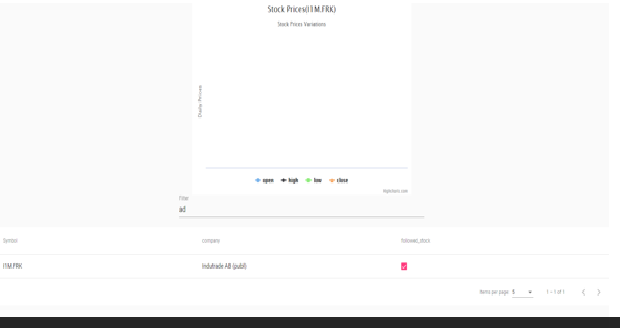 Stock Prices(I1M.FRK)
Stock Prices Variations
Daily Prices
open high low close
Highcharts.com
Filter
ad
Symbol company followed_stock
I1M.FRK Indutrade AB (publ)
Items per page: 5 1 – 1 of 1